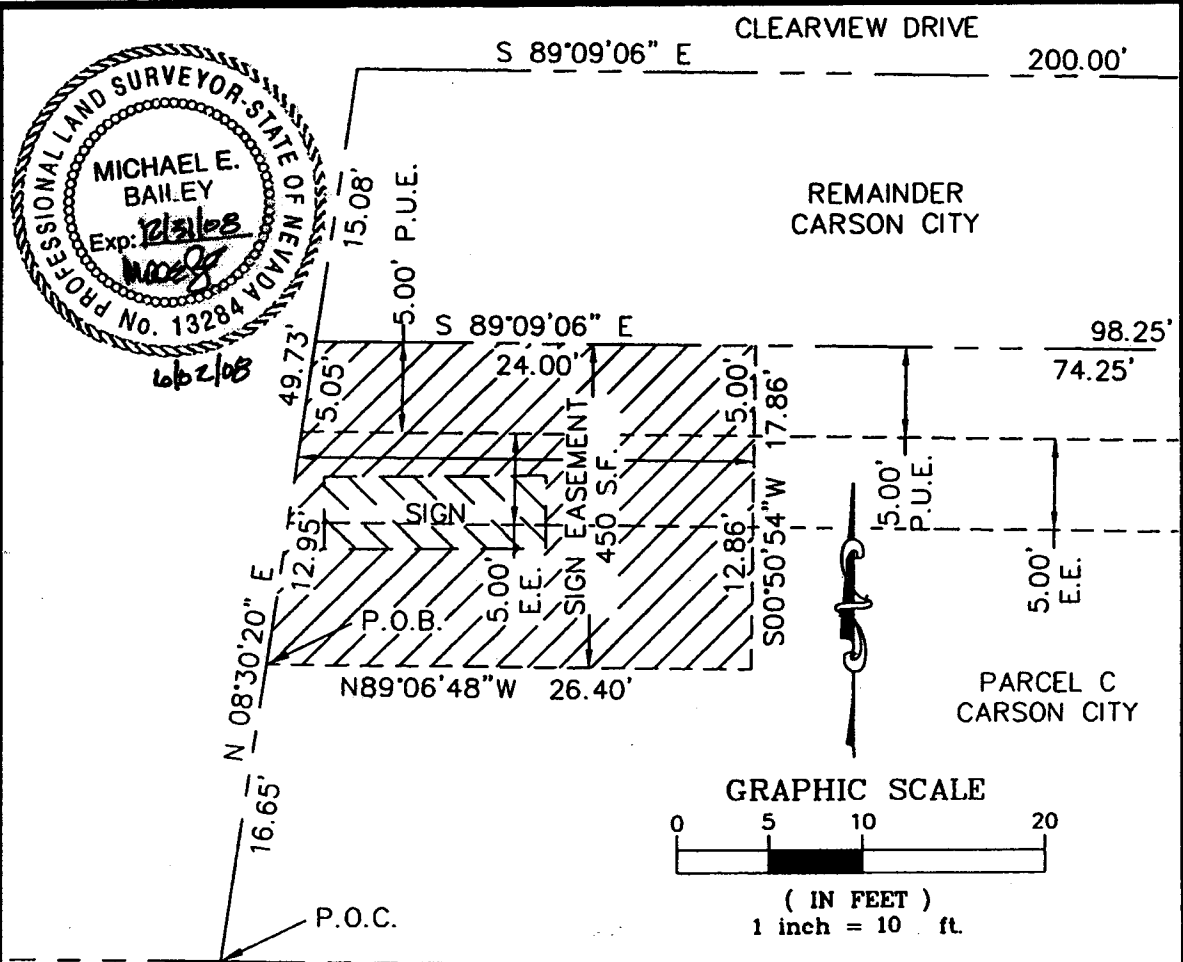 CLEARVIEW DRIVE
S 89°09'06" E
200.00'
PROFESSIONAL LAND SURVEYOR-STATE OF NEVADA
MICHAEL E.
BAILEY
Exp: 12/31/08
No. 13284
6/02/08
15.08'
5.00' P.U.E.
REMAINDER
CARSON CITY
S 89°09'06" E
98.25'
24.00'
74.25'
49.73'
5.05'
5.00'
17.86'
SIGN EASEMENT
450 S.F.
SIGN
5.00'
P.U.E.
12.95'
5.00'
E.E.
12.86'
S00°50'54"W
5.00'
E.E.
P.O.B.
N89°06'48"W 26.40'
N 08°30'20" E
PARCEL C
CARSON CITY
16.65'
GRAPHIC SCALE
0 5 10 20
( IN FEET )
1 inch = 10 ft.
P.O.C.